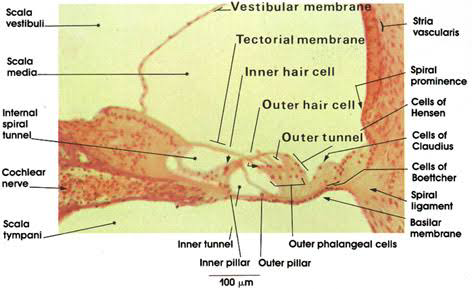 Scala
vestibuli
Scala
media
Internal
spiral
tunnel
Cochlear
nerve
Scala
tympani
Vestibular membrane
Tectorial membrane
Inner hair cell
Outer hair cell
Outer tunnel
Stria
vascularis
Spiral
prominence
Cells of
Hensen
Cells of
Claudius
Cells of
Boettcher
Spiral
ligament
Basilar
membrane
Inner tunnel
Outer phalangeal cells
Inner pillar
Outer pillar
100 µm